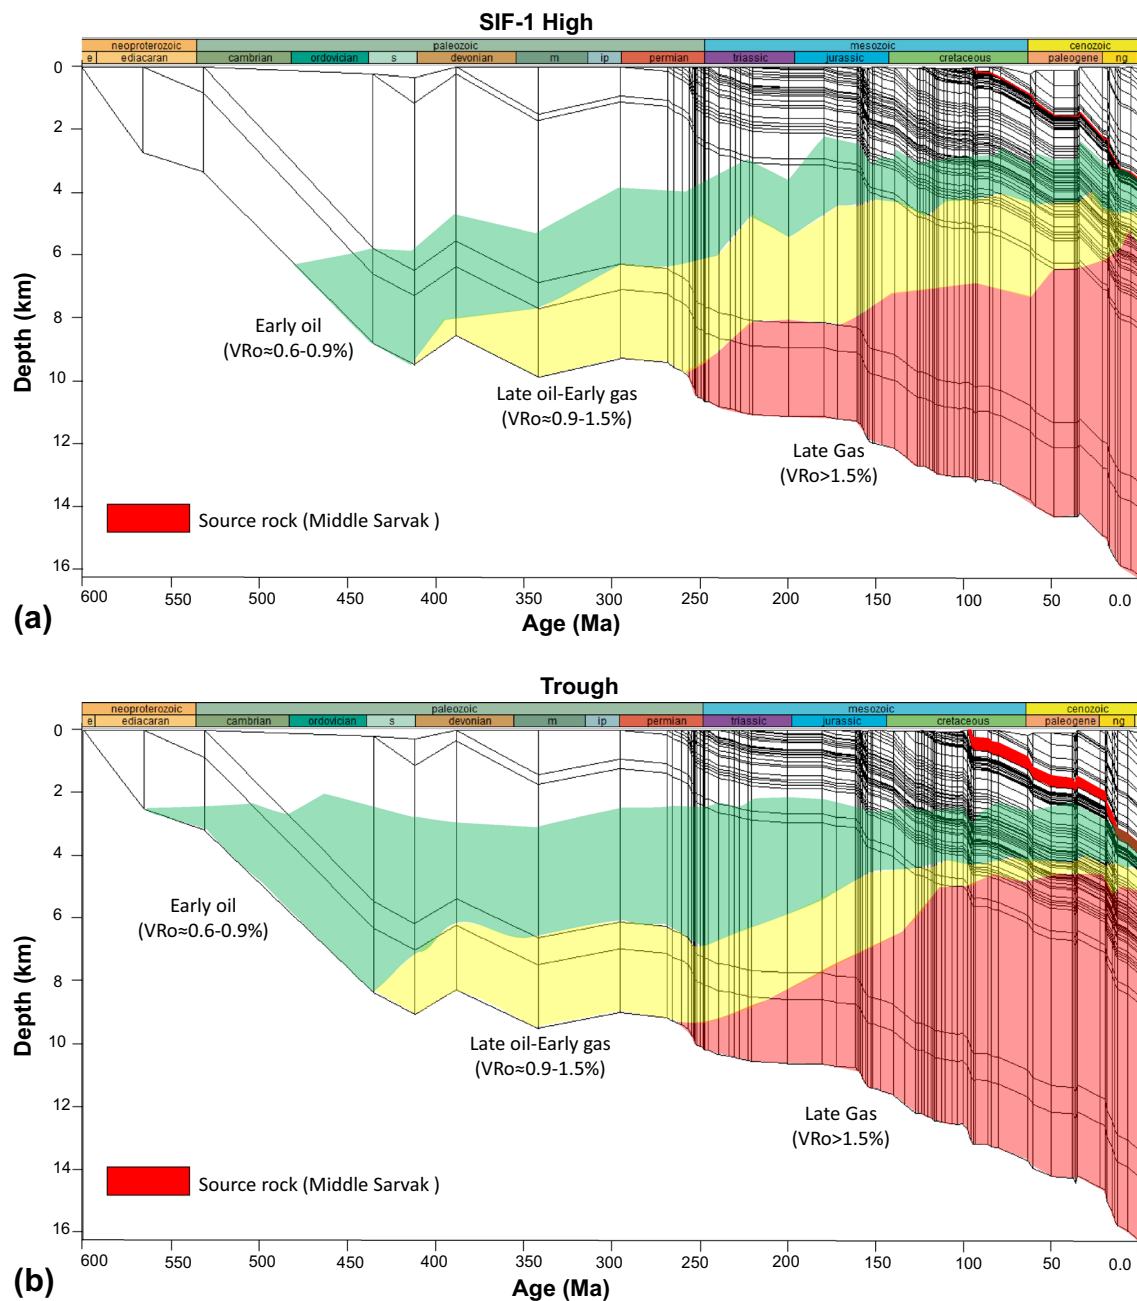 SIF-1 High
neoproterozoic paleozoic mesozoic cenozoic
e ediacaran cambrian ordovician s devonian m ip permian triassic jurassic cretaceous paleogene ng
0
2
4
6
8
10
12
14
16
Depth (km)
Early oil
(VRo≈0.6-0.9%)
Late oil-Early gas
(VRo≈0.9-1.5%)
Late Gas
(VRo>1.5%)
Source rock (Middle Sarvak )
600 550 500 450 400 350 300 250 200 150 100 50 0.0
Age (Ma)
(a)
Trough
neoproterozoic paleozoic mesozoic cenozoic
e ediacaran cambrian ordovician s devonian m ip permian triassic jurassic cretaceous paleogene ng
0
2
4
6
8
10
12
14
16
Depth (km)
Early oil
(VRo≈0.6-0.9%)
Late oil-Early gas
(VRo≈0.9-1.5%)
Late Gas
(VRo>1.5%)
Source rock (Middle Sarvak )
600 550 500 450 400 350 300 250 200 150 100 50 0.0
Age (Ma)
(b)